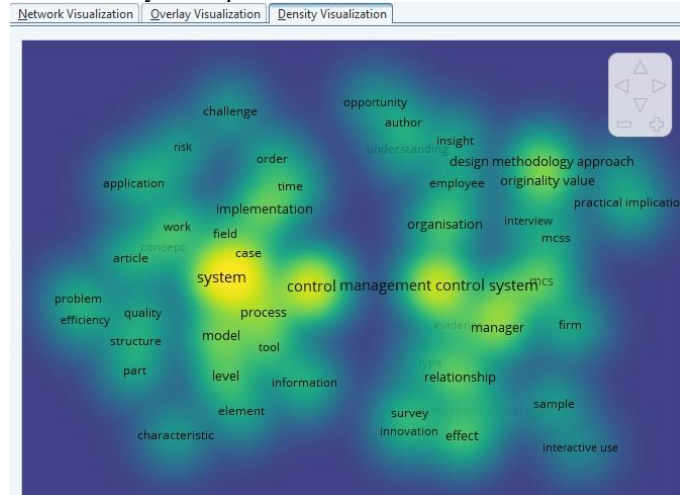 Network Visualization Overlay Visualization Density Visualization
challenge
opportunity
author
insight
understanding
risk
order
design methodology approach
application
time
employee
originality value
practical implicatio
implementation
work
field
organisation
interview
mcss
concept
case
article
system
control
management control system
mcs
problem
efficiency
quality
process
manager
firm
structure
model
tool
part
type
level
information
relationship
element
survey
sample
characteristic
innovation
effect
interactive use